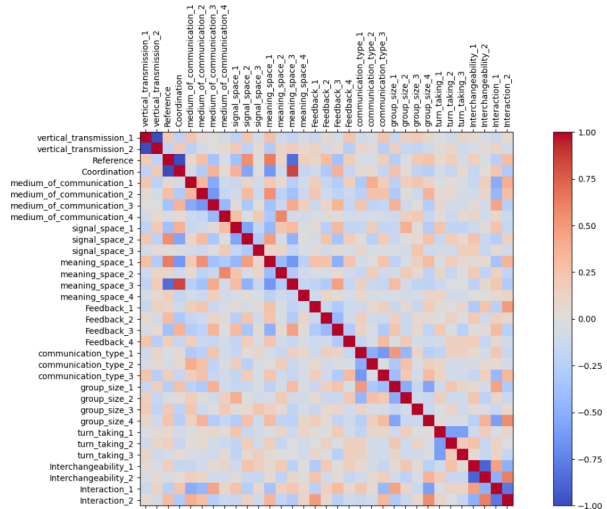 vertical_transmission_1
vertical_transmission_2
Reference
Coordination
medium_of_communication_1
medium_of_communication_2
medium_of_communication_3
medium_of_communication_4
signal_space_1
signal_space_2
signal_space_3
meaning_space_1
meaning_space_2
meaning_space_3
meaning_space_4
Feedback_1
Feedback_2
Feedback_3
Feedback_4
communication_type_1
communication_type_2
communication_type_3
group_size_1
group_size_2
group_size_3
group_size_4
turn_taking_1
turn_taking_2
turn_taking_3
Interchangeability_1
Interchangeability_2
Interaction_1
Interaction_2
vertical_transmission_1
vertical_transmission_2
Reference
Coordination
medium_of_communication_1
medium_of_communication_2
medium_of_communication_3
medium_of_communication_4
signal_space_1
signal_space_2
signal_space_3
meaning_space_1
meaning_space_2
meaning_space_3
meaning_space_4
Feedback_1
Feedback_2
Feedback_3
Feedback_4
communication_type_1
communication_type_2
communication_type_3
group_size_1
group_size_2
group_size_3
group_size_4
turn_taking_1
turn_taking_2
turn_taking_3
Interchangeability_1
Interchangeability_2
Interaction_1
Interaction_2
1.00
0.75
0.50
0.25
0.00
−0.25
−0.50
−0.75
−1.00